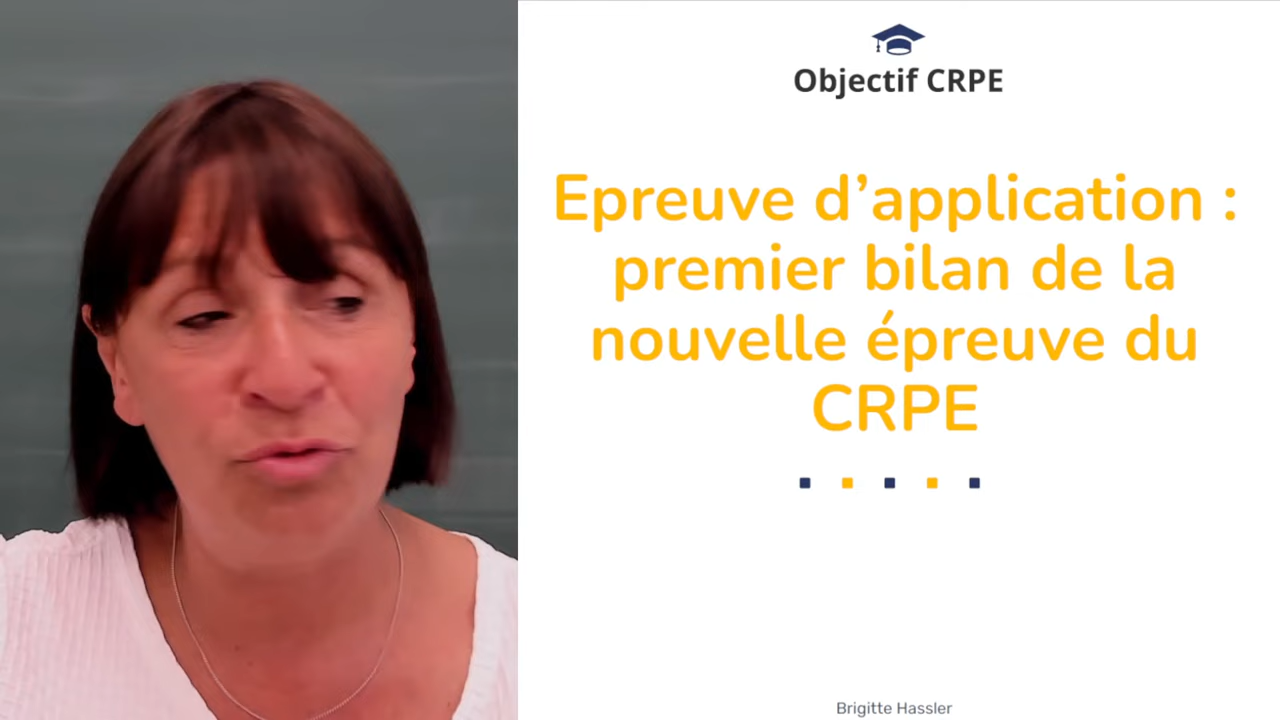 Objectif CRPE
Epreuve d’application :
premier bilan de la
nouvelle épreuve du
CRPE
Brigitte Hassler